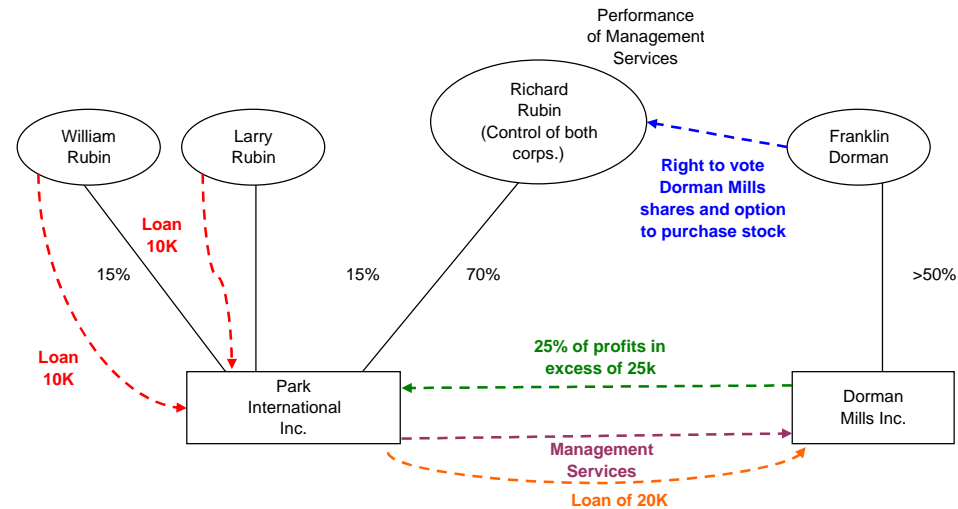 Performance
of Management
Services
William
Rubin
Larry
Rubin
Richard
Rubin
(Control of both
corps.)
Franklin
Dorman
Right to vote
Dorman Mills
shares and option
to purchase stock
Loan
10K
15%
15%
70%
>50%
Loan
10K
25% of profits in
excess of 25k
Park
International
Inc.
Dorman
Mills Inc.
Management
Services
Loan of 20K